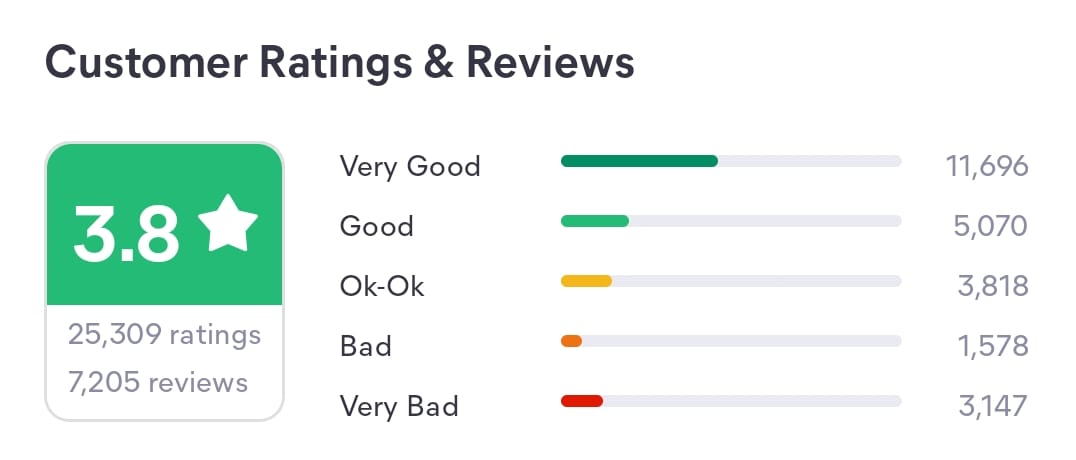 Customer Ratings & Reviews
3.8
25,309 ratings
7,205 reviews
Very Good 11,696
Good 5,070
Ok-Ok 3,818
Bad 1,578
Very Bad 3,147